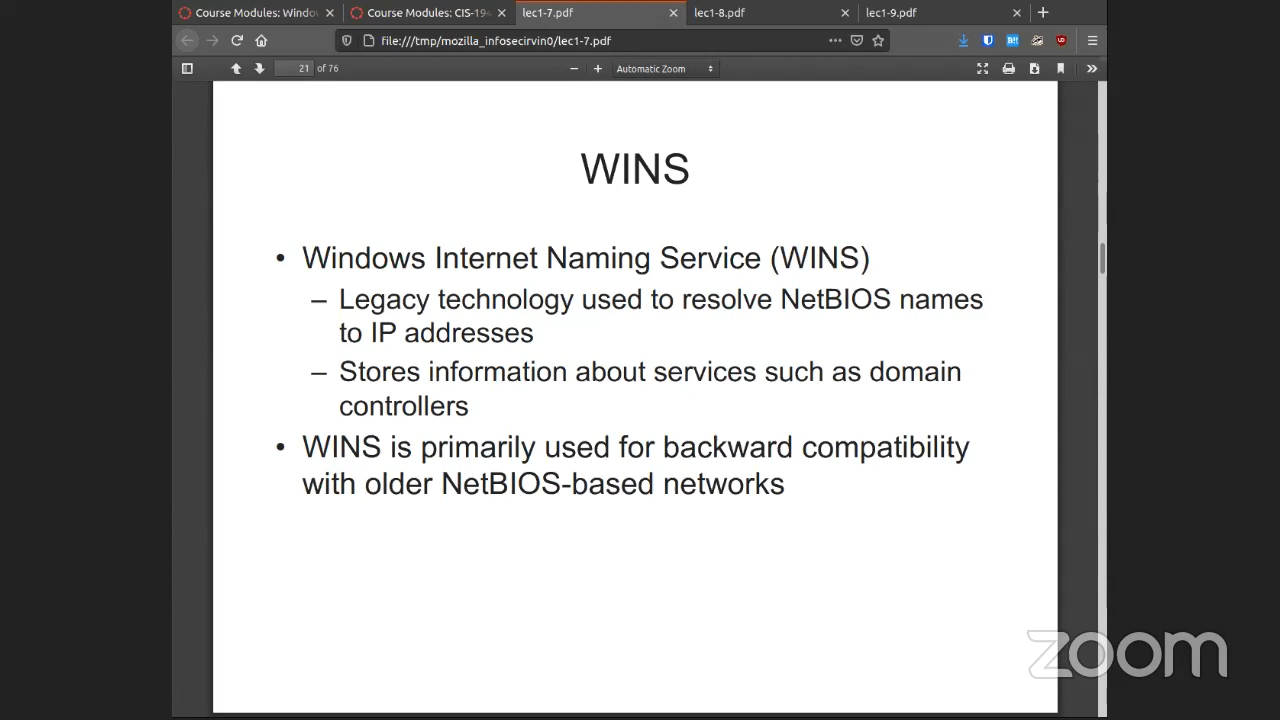 Course Modules: Windo
Course Modules: CIS-194
lec1-7.pdf
lec1-8.pdf
lec1-9.pdf
file:///tmp/mozilla_infosecirvin0/lec1-7.pdf
21 of 76
Automatic Zoom
WINS
• Windows Internet Naming Service (WINS)
– Legacy technology used to resolve NetBIOS names
to IP addresses
– Stores information about services such as domain
controllers
• WINS is primarily used for backward compatibility
with older NetBIOS-based networks
zoom